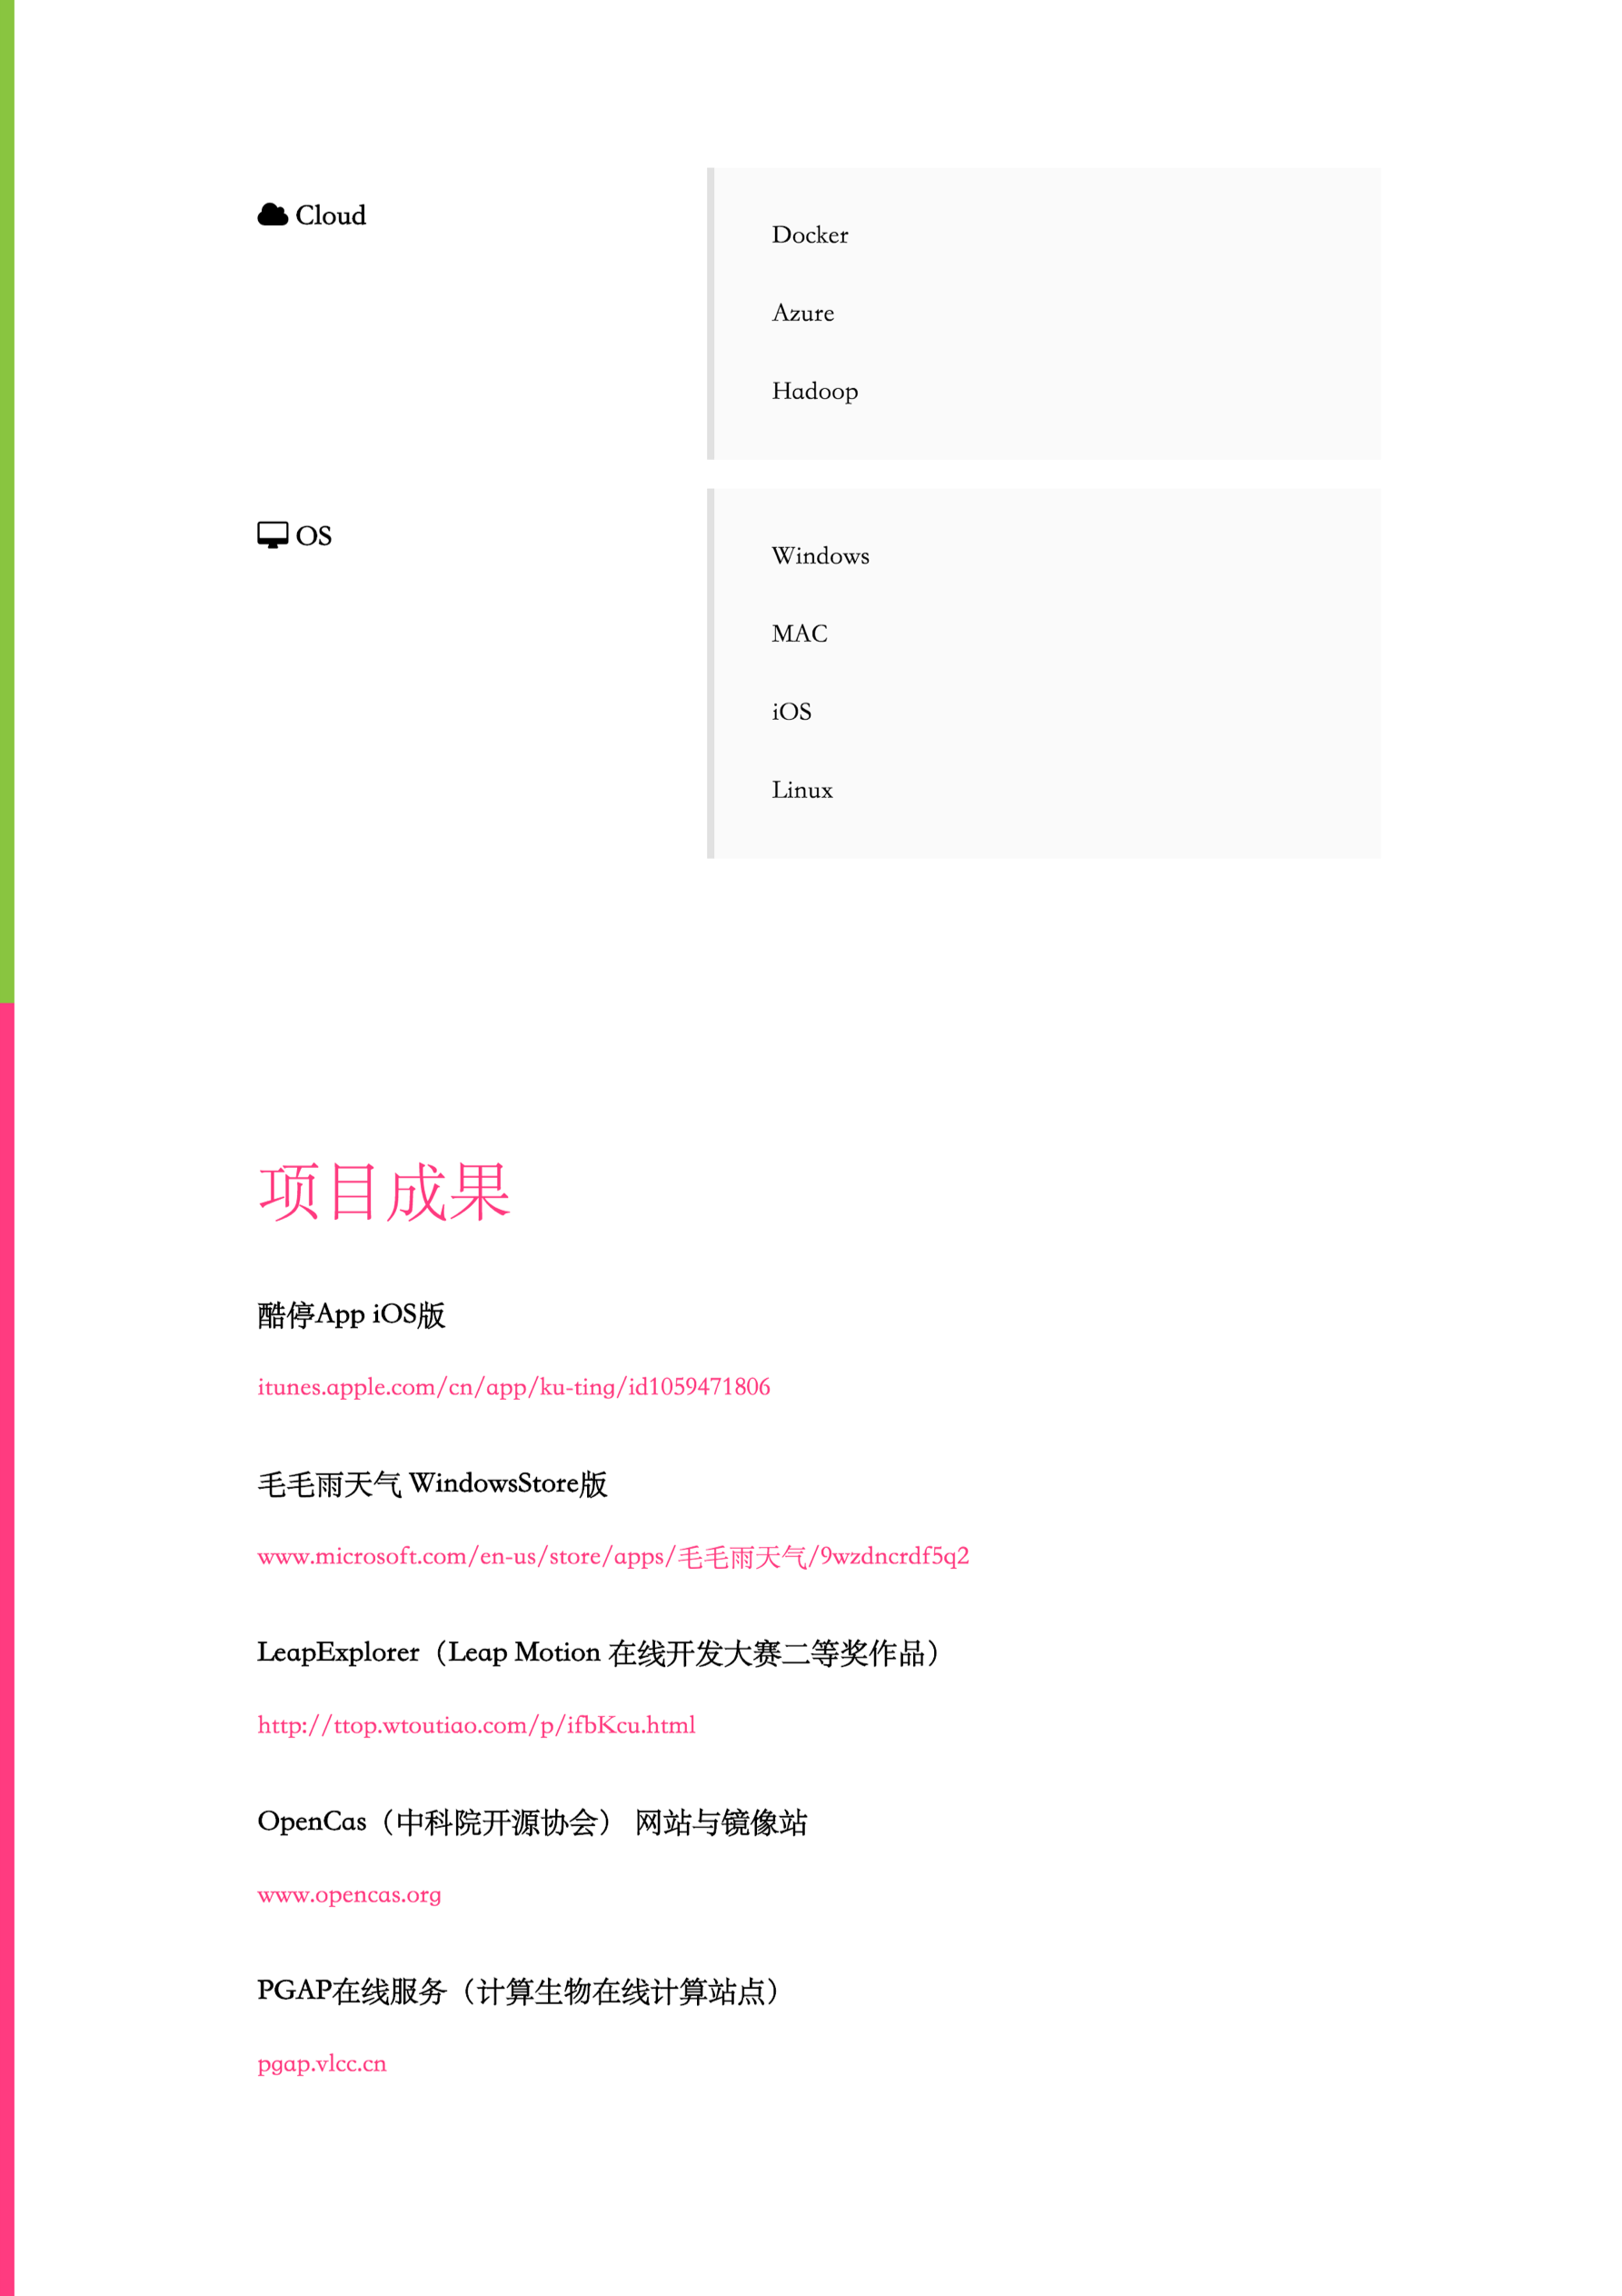 Cloud
Docker
Azure
Hadoop
OS
Windows
MAC
iOS
Linux
项目成果
酷停App iOS版
itunes.apple.com/cn/app/ku-ting/id1059471806
毛毛雨天气 WindowsStore版
www.microsoft.com/en-us/store/apps/毛毛雨天气/9wzdncrdf5q2
LeapExplorer（Leap Motion 在线开发大赛二等奖作品）
http://ttop.wtoutiao.com/p/ifbKcu.html
OpenCas（中科院开源协会） 网站与镜像站
www.opencas.org
PGAP在线服务（计算生物在线计算站点）
pgap.vlcc.cn